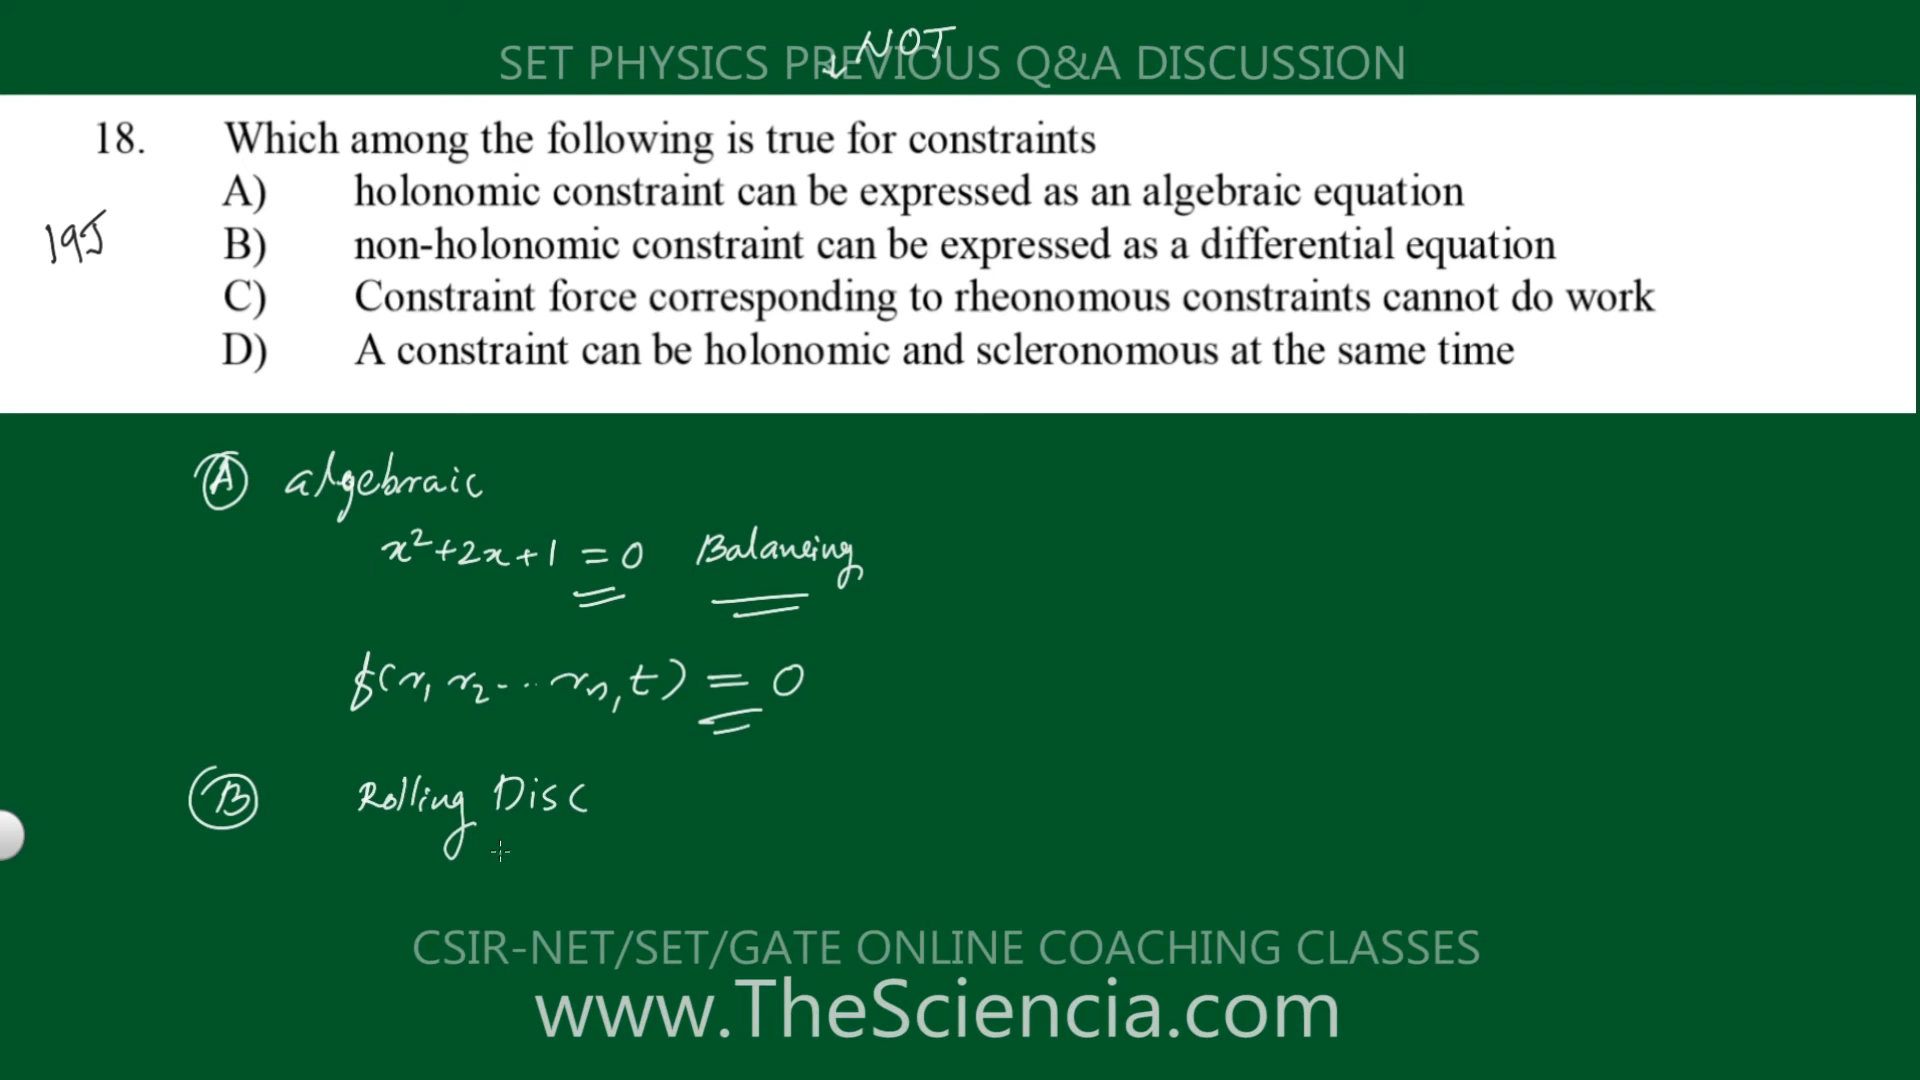 NOT
SET PHYSICS PREVIOUS Q&A DISCUSSION
18. Which among the following is true for constraints
A) holonomic constraint can be expressed as an algebraic equation
19J
B) non-holonomic constraint can be expressed as a differential equation
C) Constraint force corresponding to rheonomous constraints cannot do work
D) A constraint can be holonomic and scleronomous at the same time
A algebraic
x²+2x+1 = 0 Balancing
f(r₁ r₂ - .. rₙ, t) = 0
B Rolling Disc
CSIR-NET/SET/GATE ONLINE COACHING CLASSES
www.TheSciencia.com